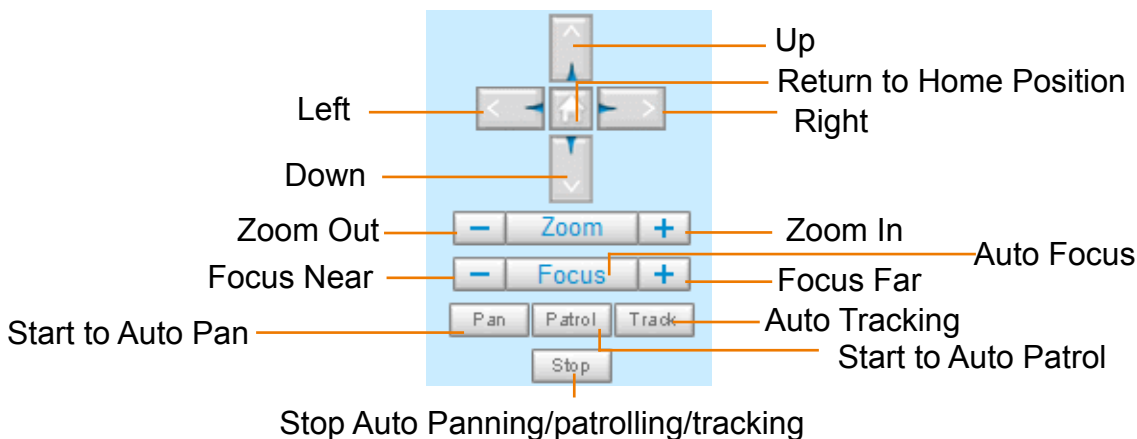 Up
Return to Home Position
Left
Right
Down
Zoom Out
Zoom
Zoom In
Auto Focus
Focus Near
Focus
Focus Far
Pan
Patrol
Track
Auto Tracking
Start to Auto Pan
Start to Auto Patrol
Stop
Stop Auto Panning/patrolling/tracking